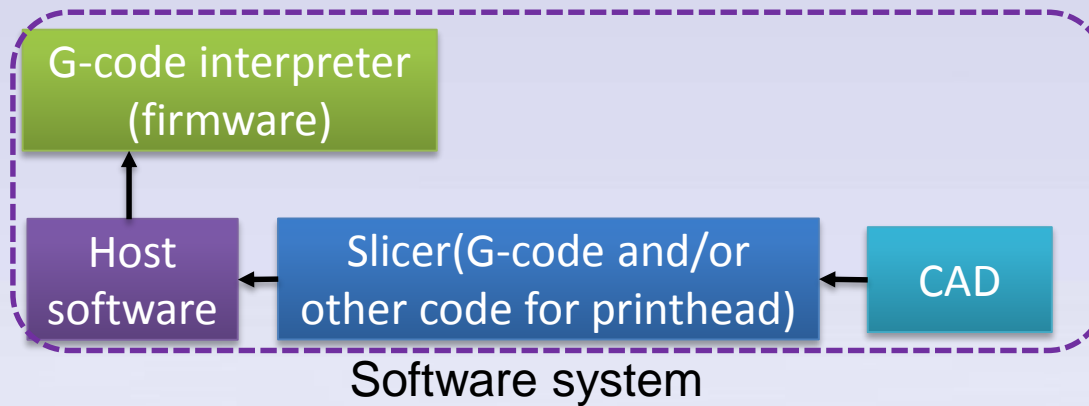 G-code interpreter
(firmware)
Host
software
Slicer(G-code and/or
other code for printhead)
CAD
Software system